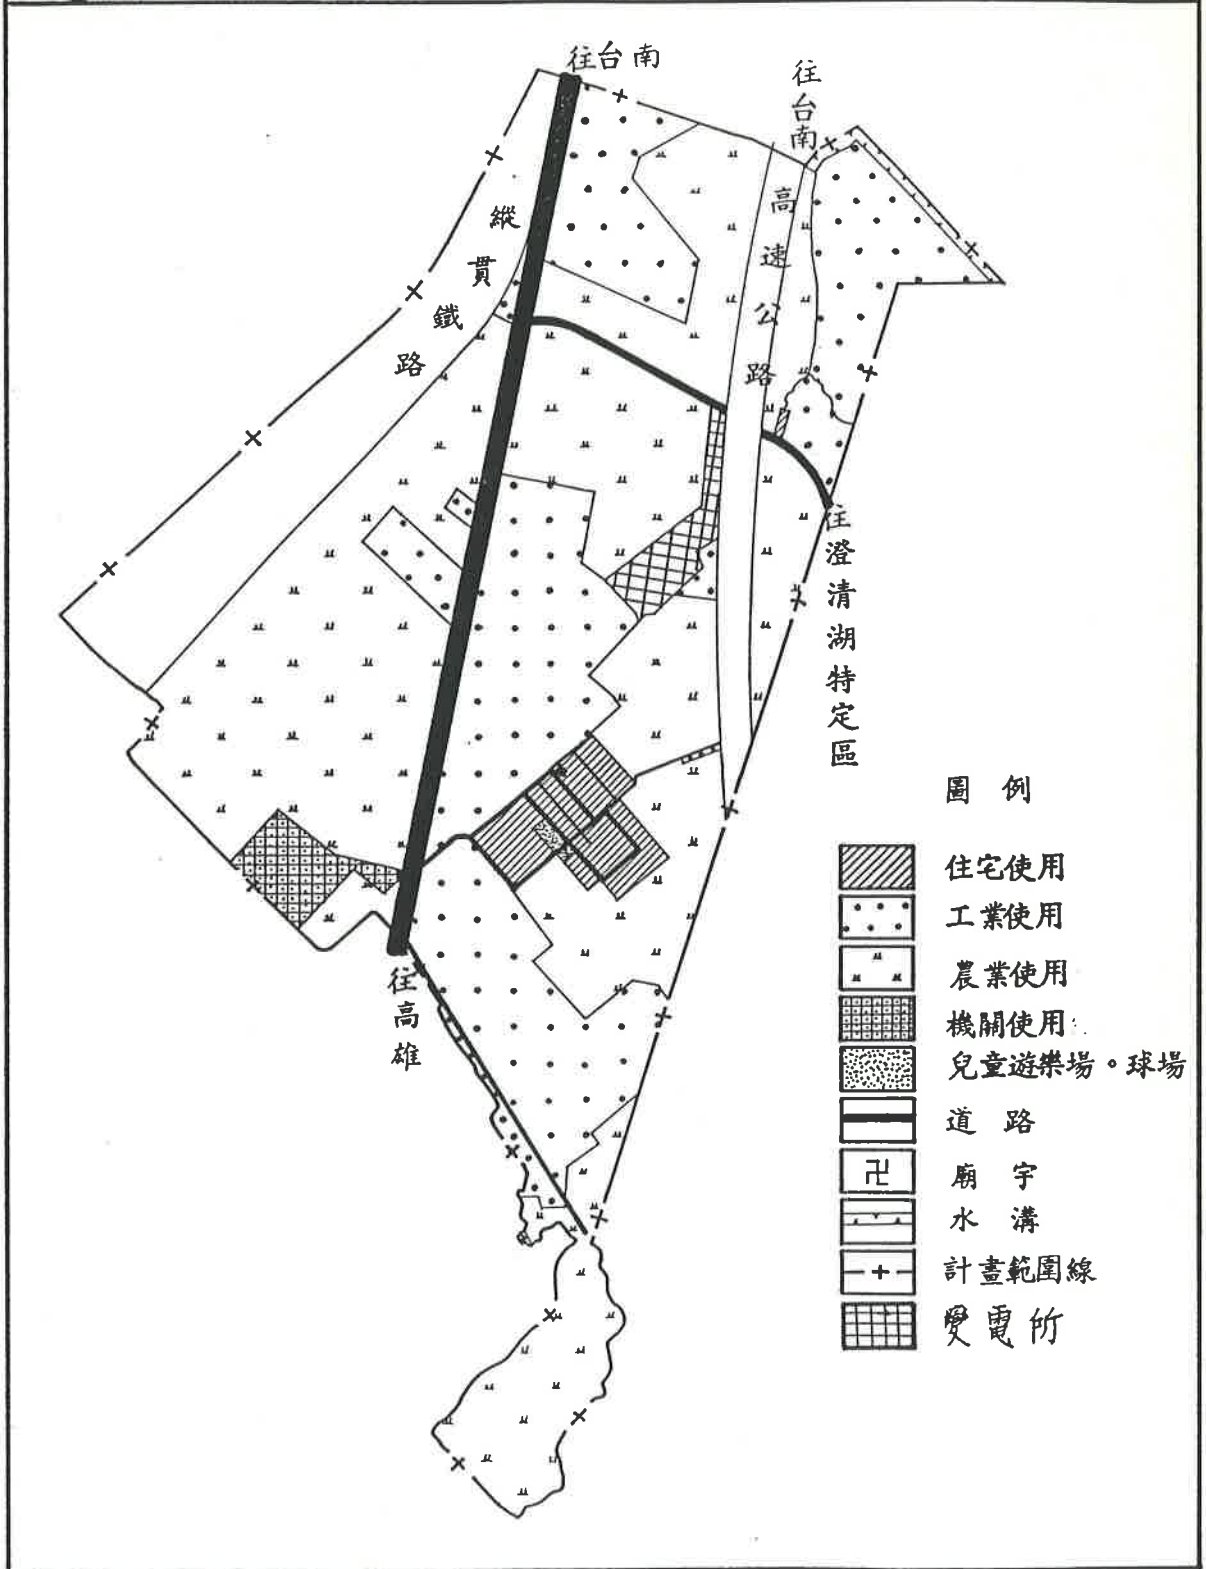 往台南
往台南
高速公路
縱貫鐵路
往澄清湖特定區
往高雄
圖例
住宅使用
工業使用
農業使用
機關使用
兒童遊樂場。球場
道路
卍 廟宇
水溝
計畫範圍線
變電所